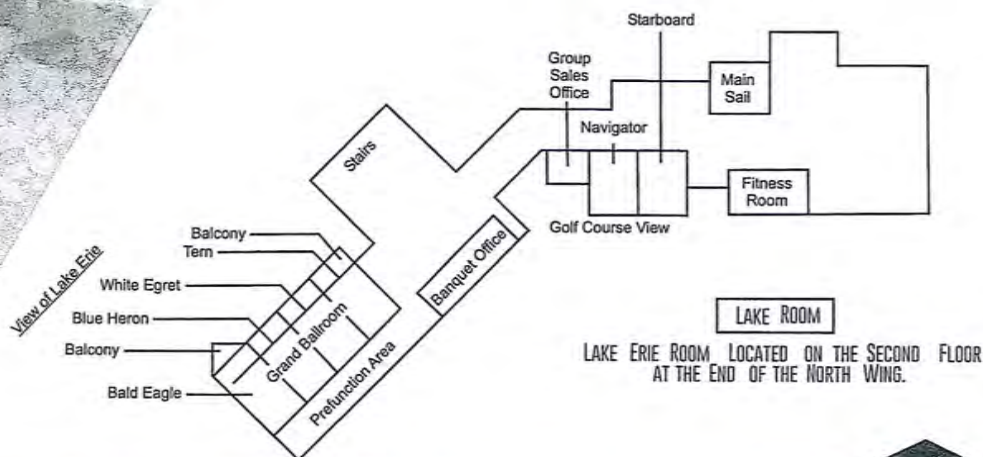 Starboard
Group
Sales
Office
Main
Sail
Navigator
Stairs
Fitness
Room
Golf Course View
Balcony
Tern
Banquet Office
View of Lake Erie
White Egret
Blue Heron
Grand Ballroom
Balcony
Prefunction Area
Bald Eagle
LAKE ROOM
LAKE ERIE ROOM LOCATED ON THE SECOND FLOOR
AT THE END OF THE NORTH WING.